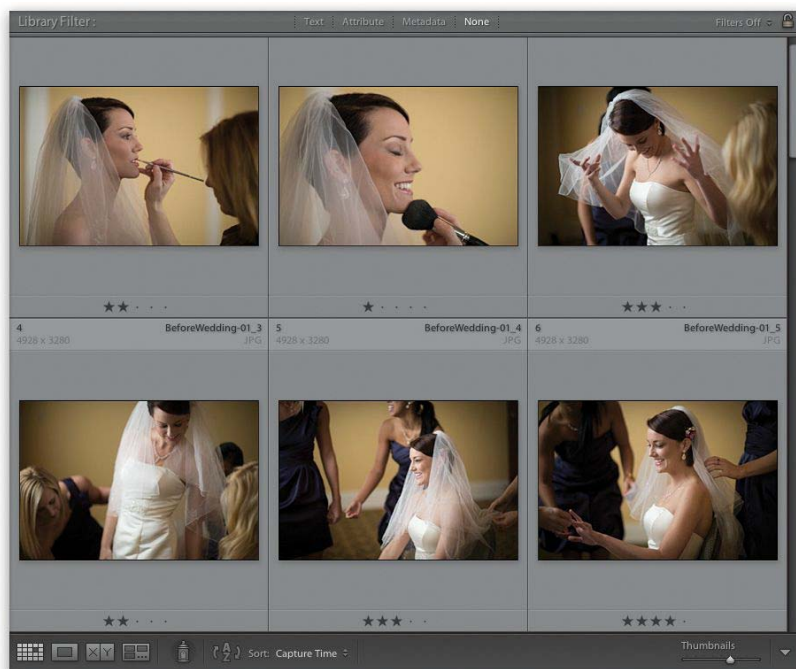 Library Filter : Text Attribute Metadata None Filters Off
4 BeforeWedding-01_3
4928 x 3280 JPG
5 BeforeWedding-01_4
4928 x 3280 JPG
6 BeforeWedding-01_5
4928 x 3280 JPG
Sort: Capture Time
Thumbnails